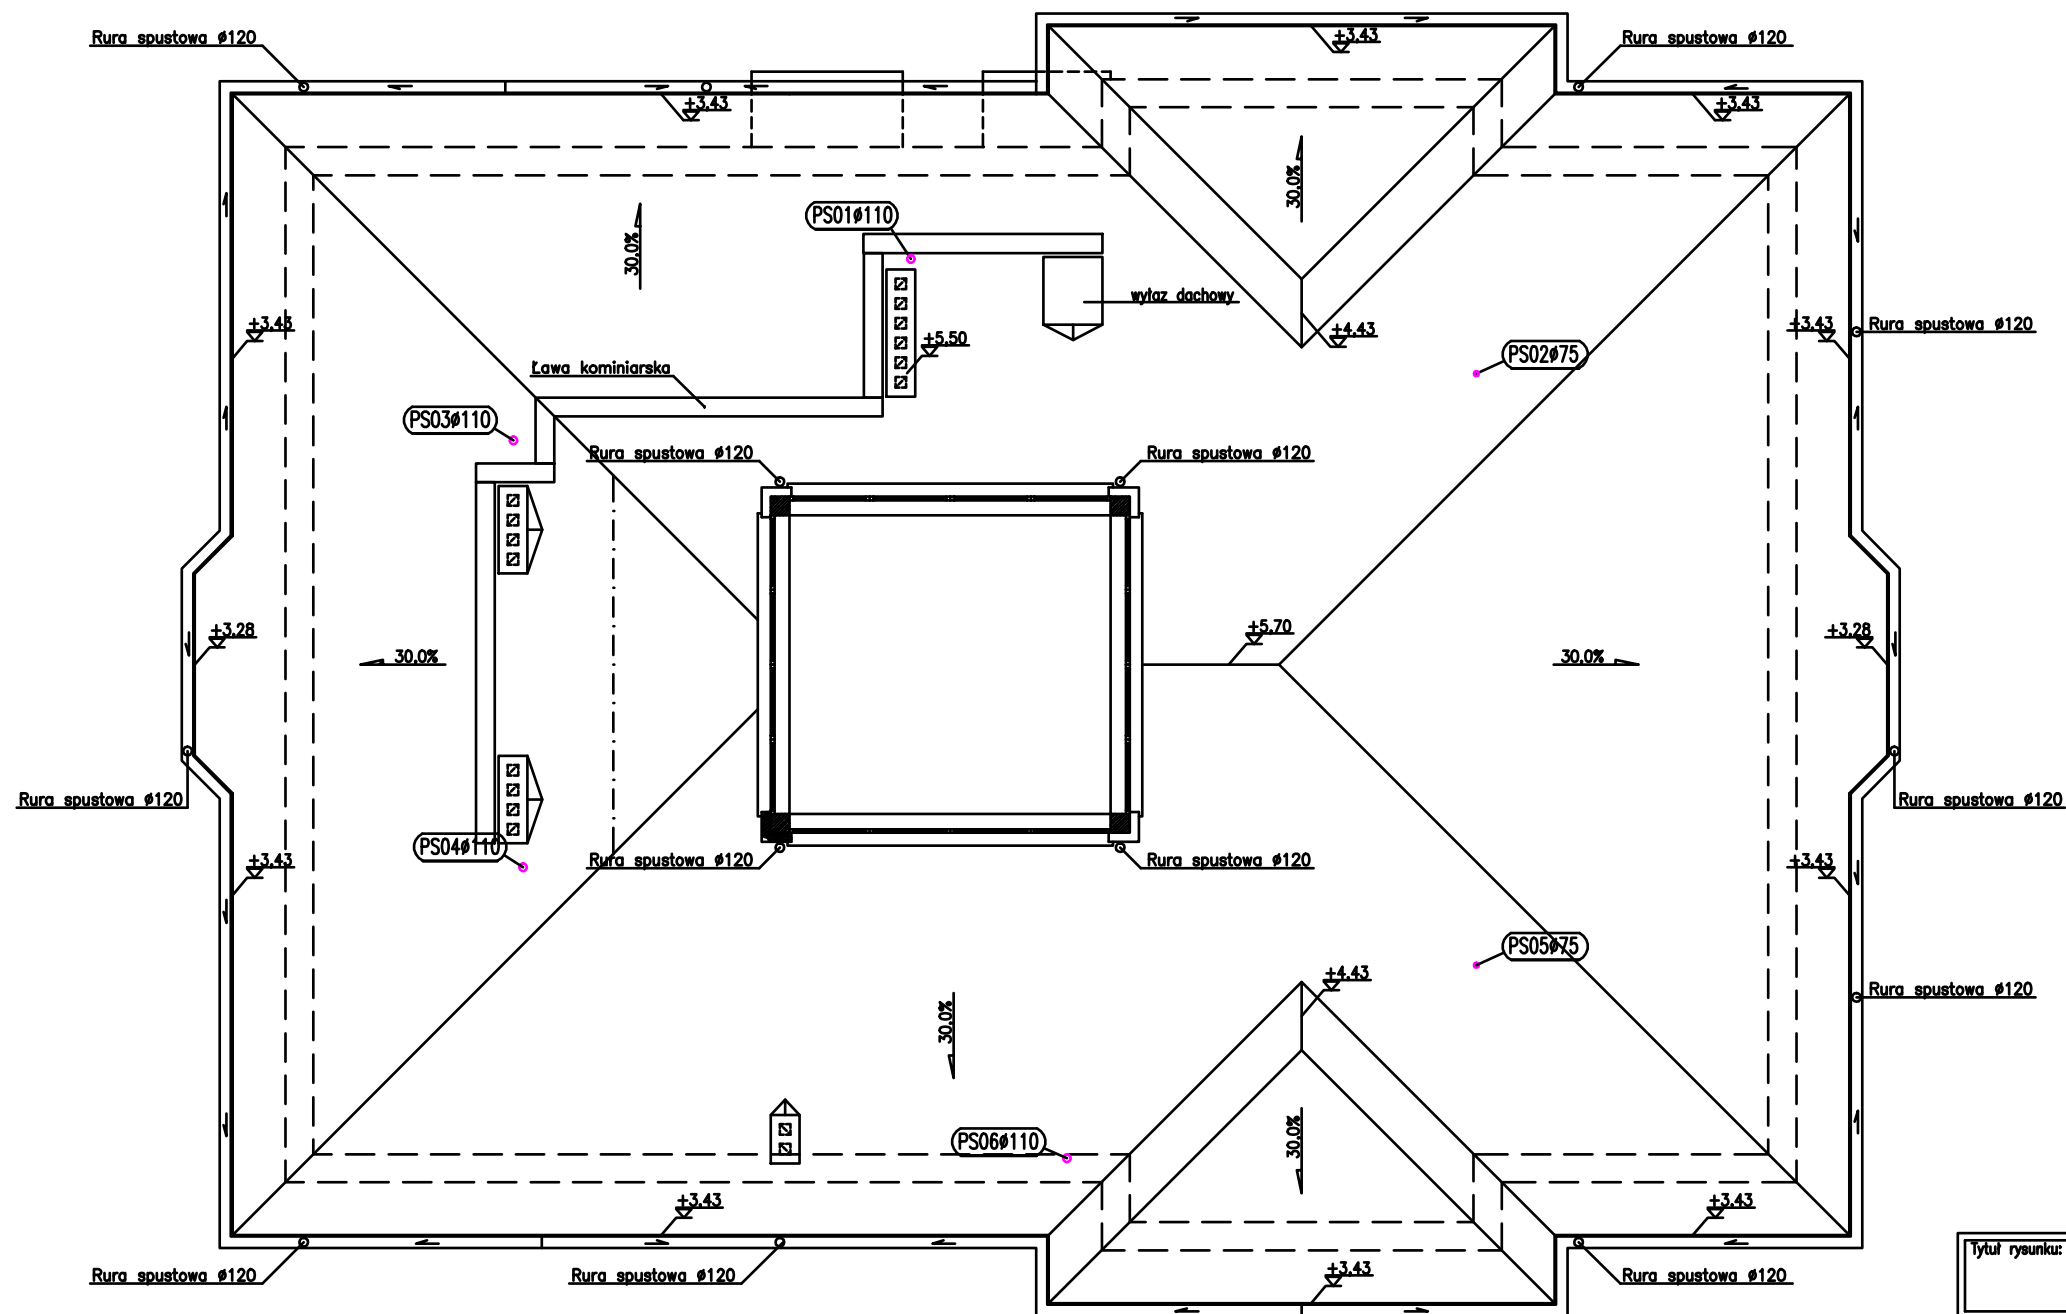 +3,43
Rura spustowa ø120
Rura spustowa ø120
+3,43
+3,43
30,0%
PS01ø110
30,0%
wyłaz dachowy
+3,43
+4,43
+3,43
Rura spustowa ø120
+5,50
PS02ø75
Ława kominiarska
PS03ø110
Rura spustowa ø120
Rura spustowa ø120
+3,28
+5,70
+3,28
30,0%
30,0%
Rura spustowa ø120
Rura spustowa ø120
PS04ø110
+3,43
Rura spustowa ø120
Rura spustowa ø120
+3,43
PS05ø75
+4,43
Rura spustowa ø120
30,0%
PS06ø110
30,0%
+3,43
+3,43
Tytuł rysunku:
+3,43
Rura spustowa ø120
Rura spustowa ø120
Rura spustowa ø120